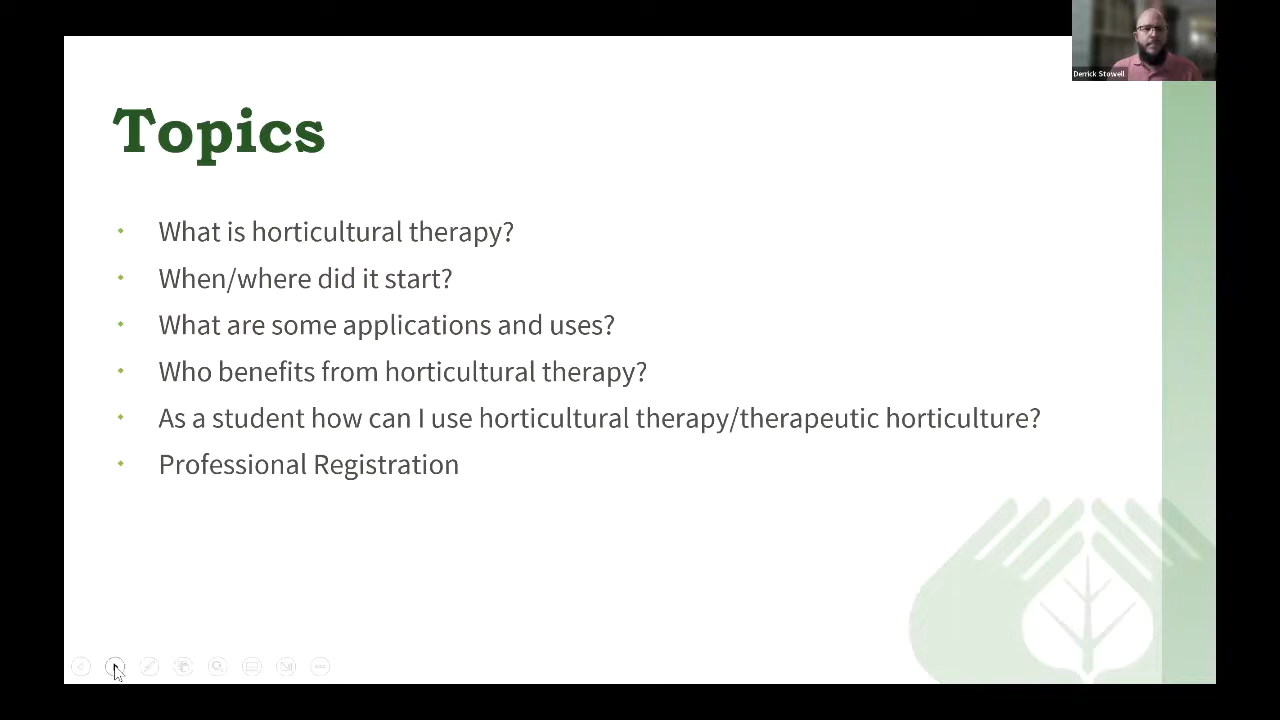 Derrick Stowell
Topics
What is horticultural therapy?
When/where did it start?
What are some applications and uses?
Who benefits from horticultural therapy?
As a student how can I use horticultural therapy/therapeutic horticulture?
Professional Registration